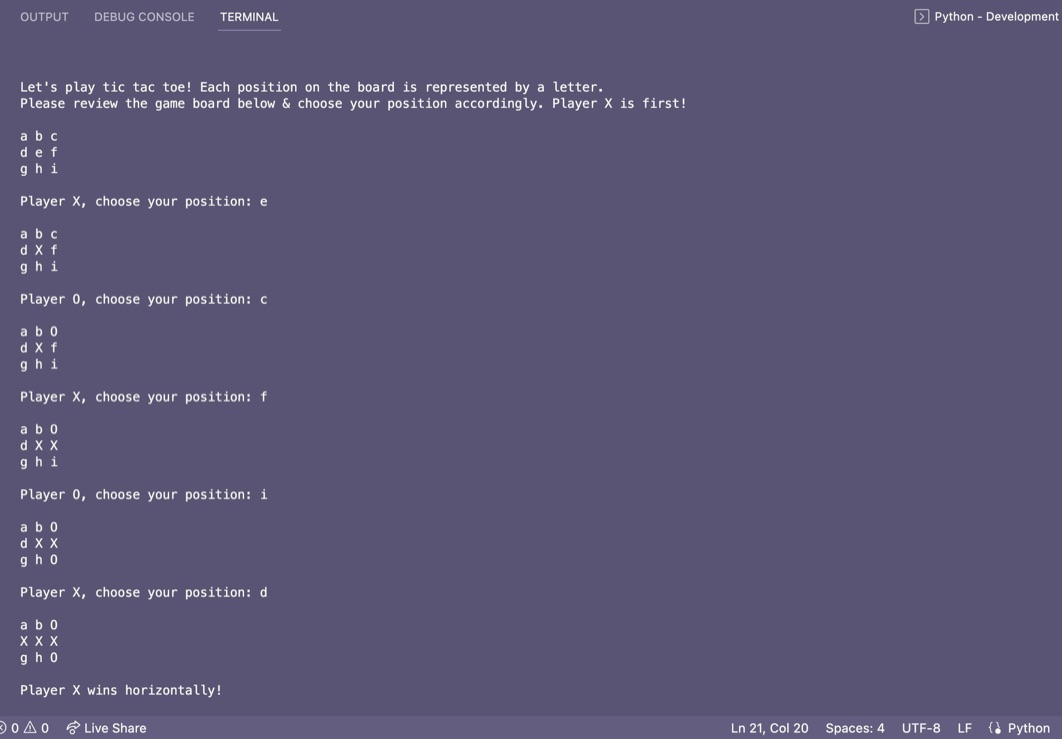 OUTPUT DEBUG CONSOLE TERMINAL Python - Development
Let's play tic tac toe! Each position on the board is represented by a letter.
Please review the game board below & choose your position accordingly. Player X is first!
a b c
d e f
g h i
Player X, choose your position: e
a b c
d X f
g h i
Player O, choose your position: c
a b O
d X f
g h i
Player X, choose your position: f
a b O
d X X
g h i
Player O, choose your position: i
a b O
d X X
g h O
Player X, choose your position: d
a b O
X X X
g h O
Player X wins horizontally!
0 0 Live Share Ln 21, Col 20 Spaces: 4 UTF-8 LF Python